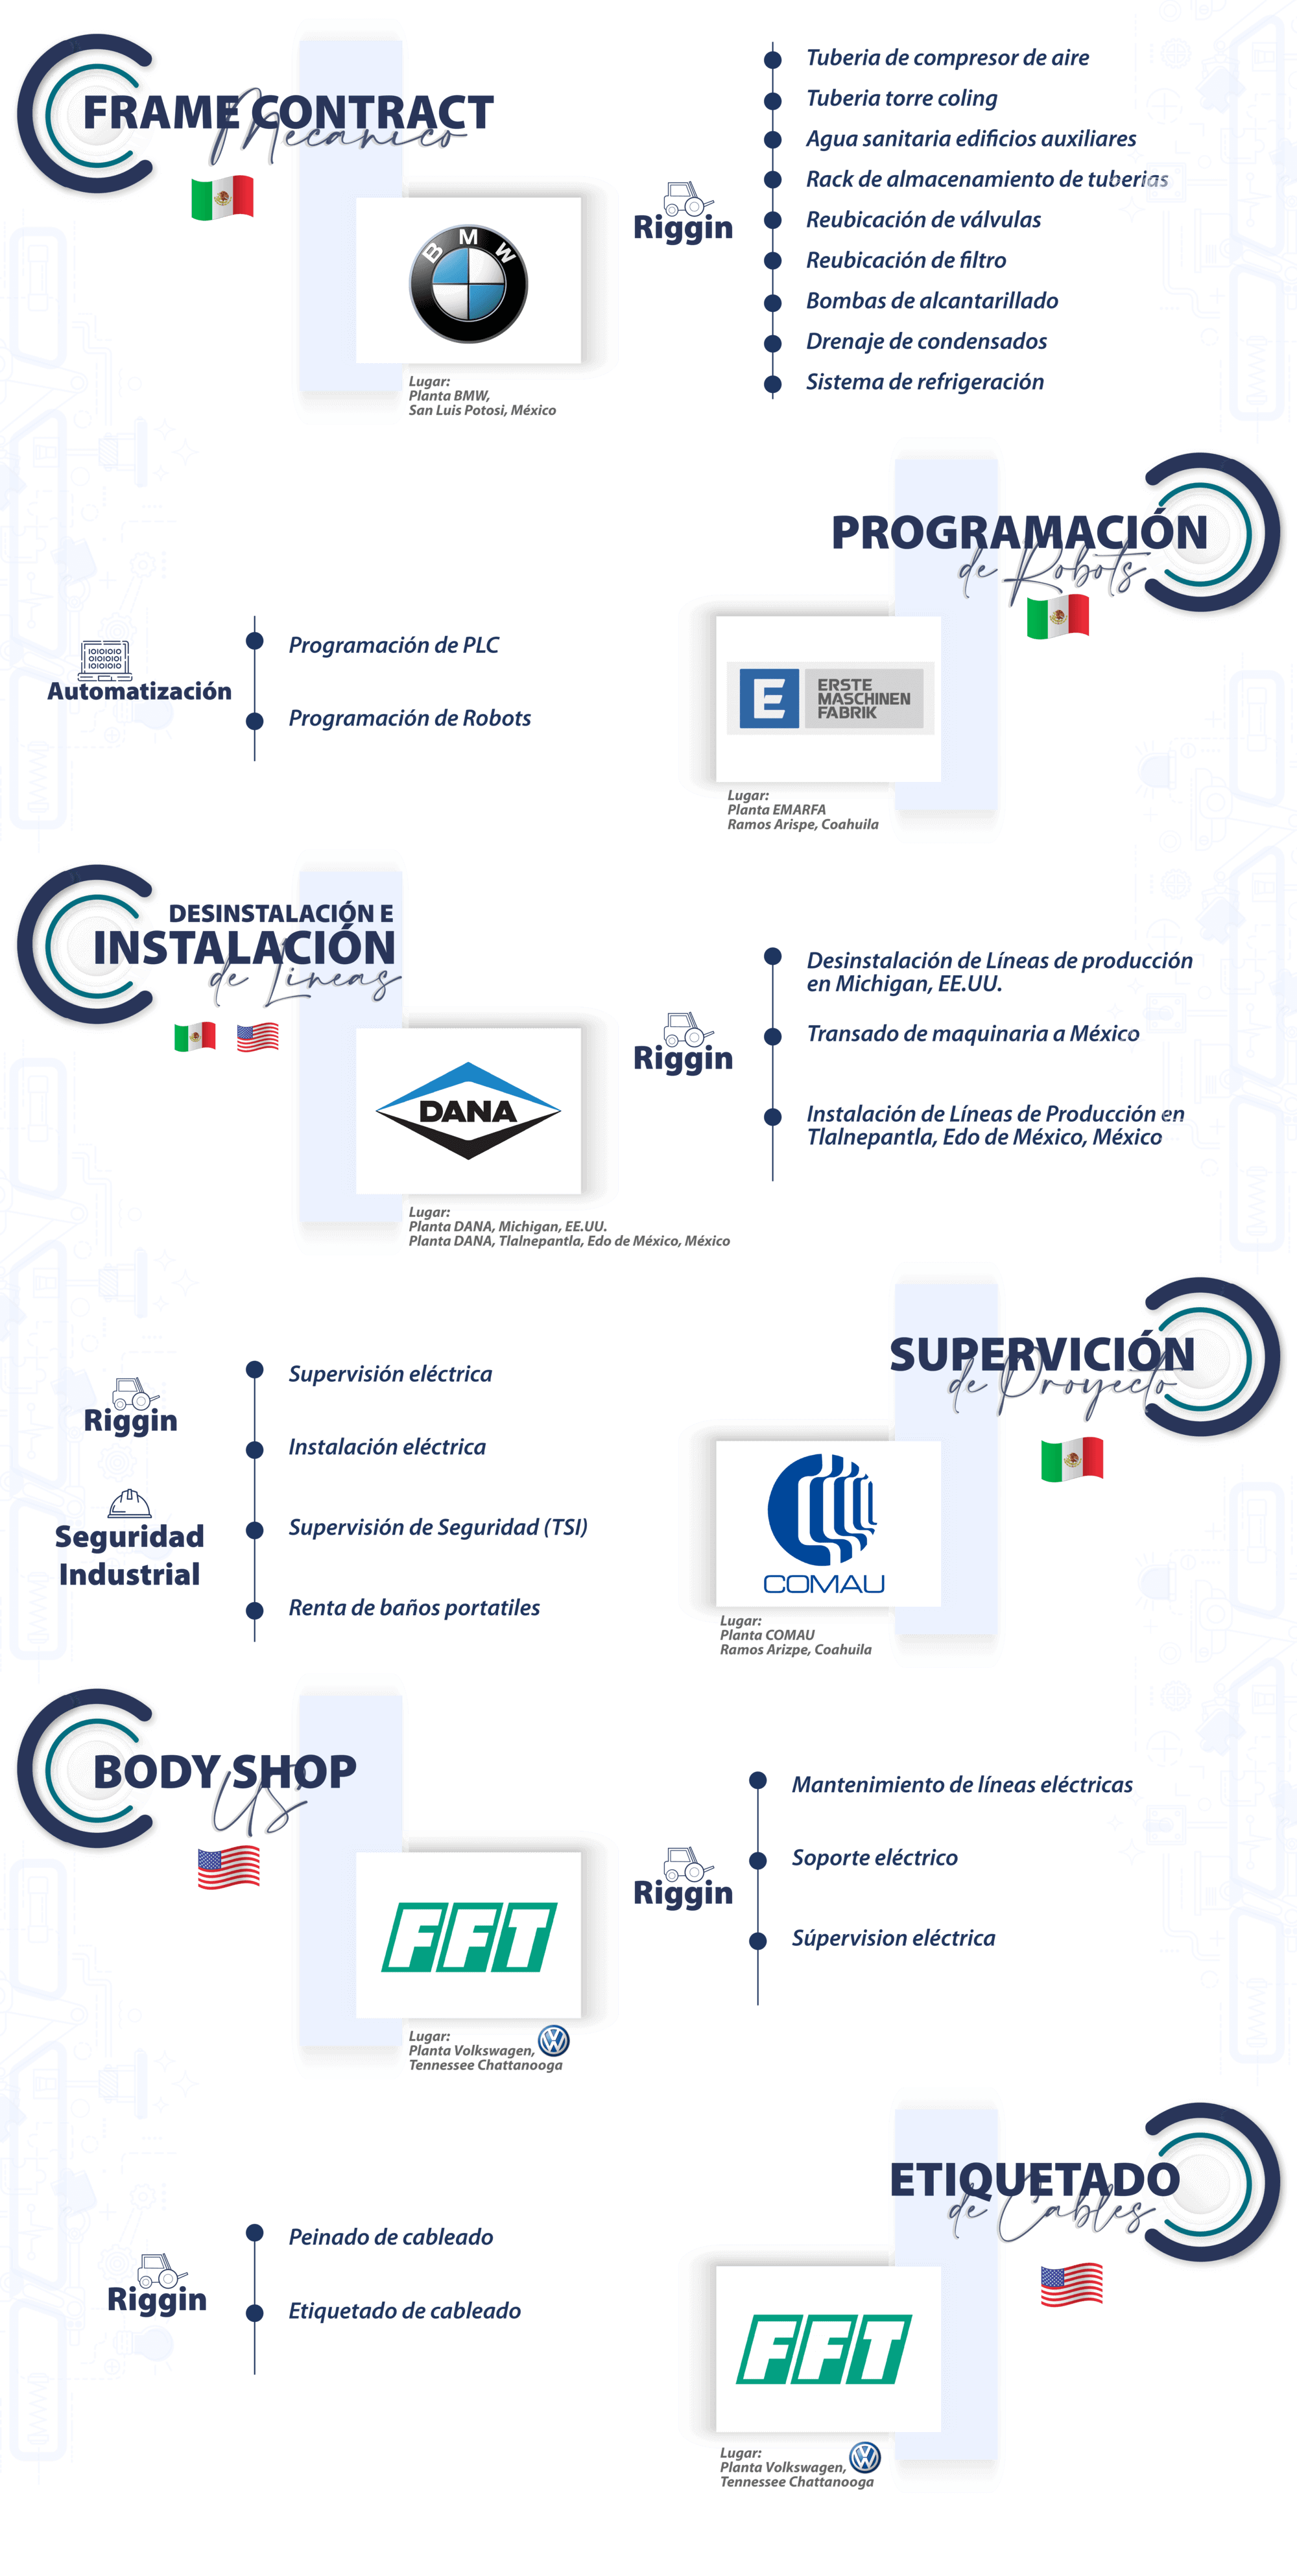 FRAME CONTRACT
Mecanico
BMW
Lugar:
Planta BMW,
San Luis Potosi, México
Riggin
Tuberia de compresor de aire
Tuberia torre coling
Agua sanitaria edificios auxiliares
Rack de almacenamiento de tuberias
Reubicación de válvulas
Reubicación de filtro
Bombas de alcantarillado
Drenaje de condensados
Sistema de refrigeración
PROGRAMACIÓN
de Robots
IOIOIOIO
OIOIOIOI
IOIOIOIO
Automatización
Programación de PLC
Programación de Robots
E
ERSTE
MASCHINEN
FABRIK
Lugar:
Planta EMARFA
Ramos Arispe, Coahuila
DESINSTALACIÓN E
INSTALACIÓN
de Lineas
DANA
Lugar:
Planta DANA, Michigan, EE.UU.
Planta DANA, Tlalnepantla, Edo de México, México
Riggin
Desinstalación de Líneas de producción
en Michigan, EE.UU.
Transado de maquinaria a México
Instalación de Líneas de Producción en
Tlalnepantla, Edo de México, México
SUPERVICIÓN
de Proyecto
Riggin
Seguridad
Industrial
Supervisión eléctrica
Instalación eléctrica
Supervisión de Seguridad (TSI)
Renta de baños portatiles
COMAU
Lugar:
Planta COMAU
Ramos Arizpe, Coahuila
BODY SHOP
US
FFT
Lugar:
Planta Volkswagen,
Tennessee Chattanooga
Riggin
Mantenimiento de líneas eléctricas
Soporte eléctrico
Súpervision eléctrica
ETIQUETADO
de Cables
Riggin
Peinado de cableado
Etiquetado de cableado
FFT
Lugar:
Planta Volkswagen,
Tennessee Chattanooga